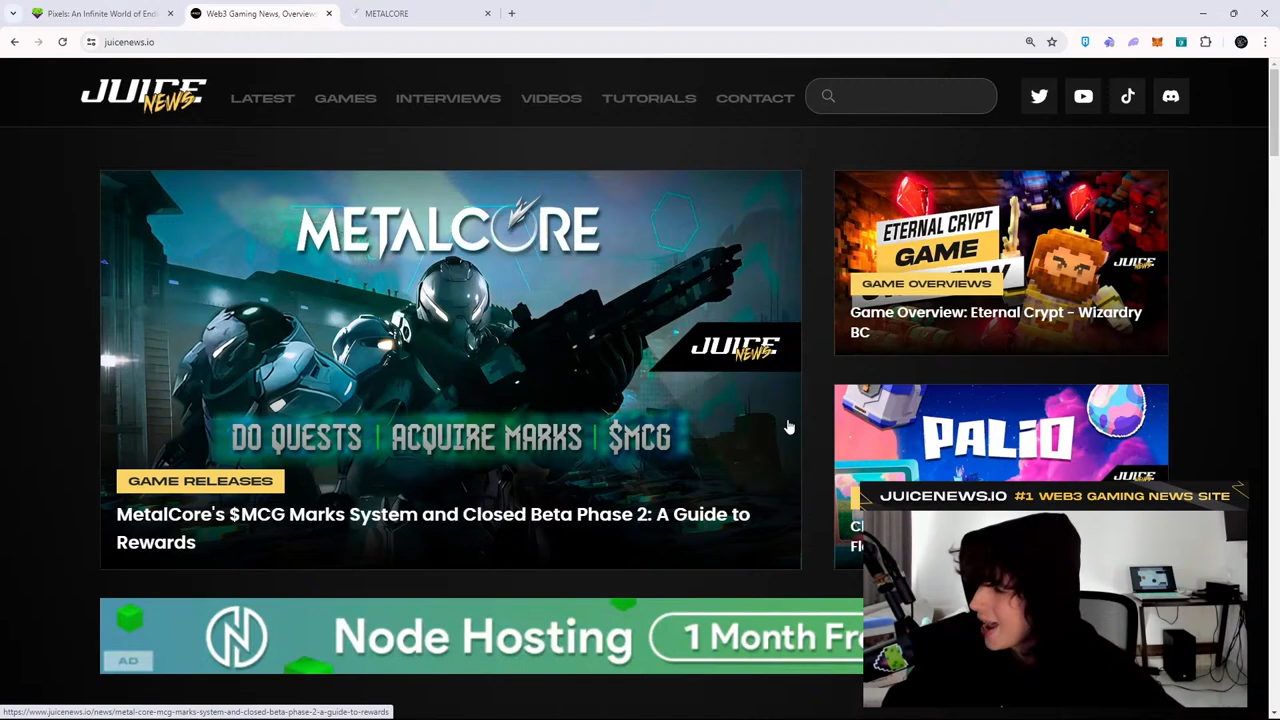 Pixels: An Infinite World of End
Web3 Gaming News, Overview
METALCORE
juicenews.io
JUICE NEWS
LATEST
GAMES
INTERVIEWS
VIDEOS
TUTORIALS
CONTACT
METALCORE
JUICE NEWS
DO QUESTS | ACQUIRE MARKS | $MCG
GAME RELEASES
MetalCore's $MCG Marks System and Closed Beta Phase 2: A Guide to
Rewards
ETERNAL CRYPT
GAME
JUICE NEWS
GAME OVERVIEWS
Game Overview: Eternal Crypt - Wizardry
BC
PALIO
JUICE
JUICENEWS.IO #1 WEB3 GAMING NEWS SITE
N Node Hosting 1 Month Fre
AD
https://www.juicenews.io/news/metal-core-mcg-marks-system-and-closed-beta-phase-2-a-guide-to-rewards